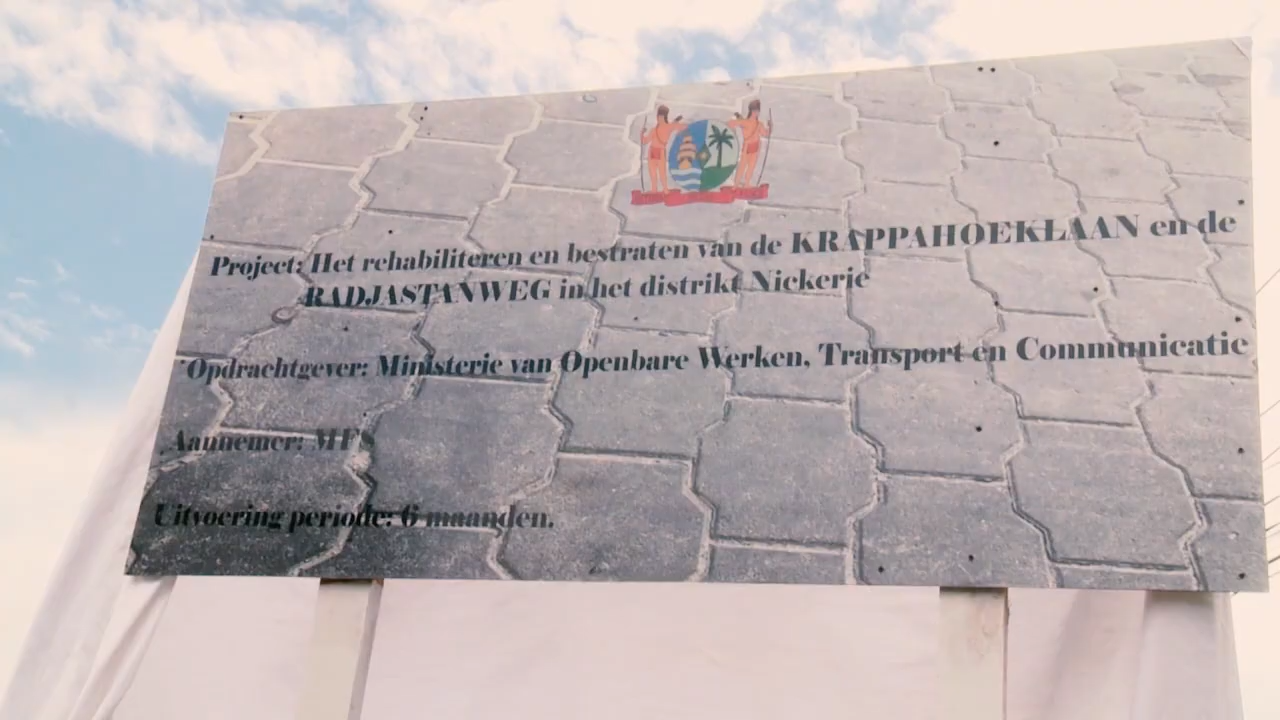 Project: Het rehabiliteren en bestraten van de KRAPPAHOEKLAAN en de
RADJASTANWEG in het distrikt Nickerie
Opdrachtgever: Ministerie van Openbare Werken, Transport en Communicatie
Aannemer: MFS
Uitvoering periode: 6 maanden.